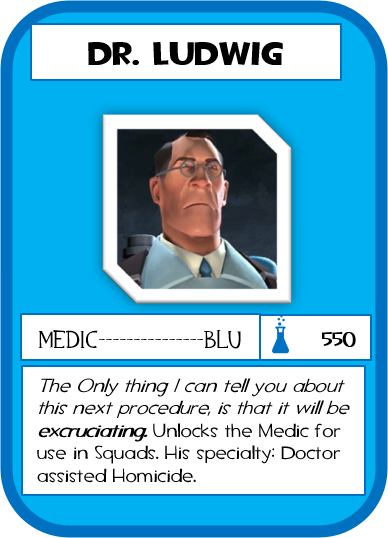 DR. LUDWIG
MEDIC---------------BLU
550
The Only thing I can tell you about
this next procedure, is that it will be
excruciating. Unlocks the Medic for
use in Squads. His specialty: Doctor
assisted Homicide.